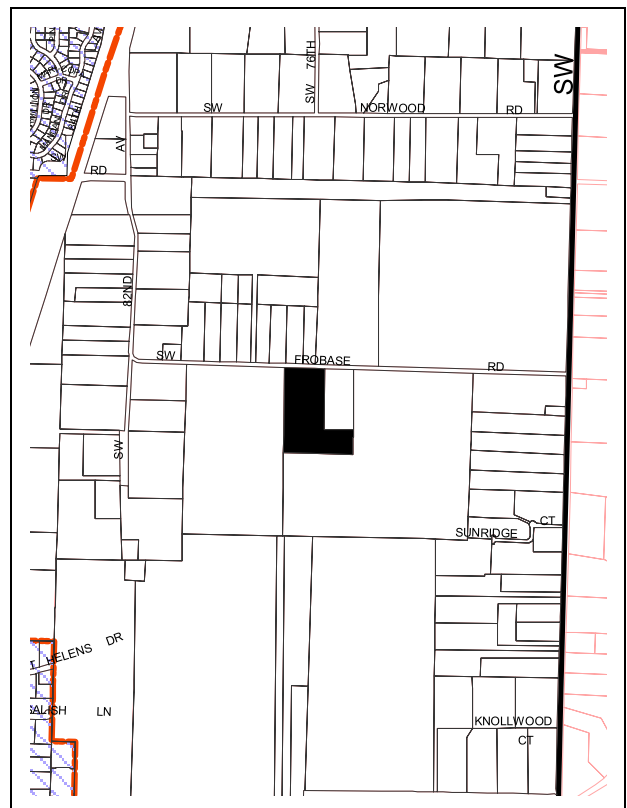 SW
76TH
SW
SW NORWOOD RD
AV
RD
82ND
SW FROBASE RD
SW
SUNRIDGE CT
HELENS DR
LN
KNOLLWOOD
CT